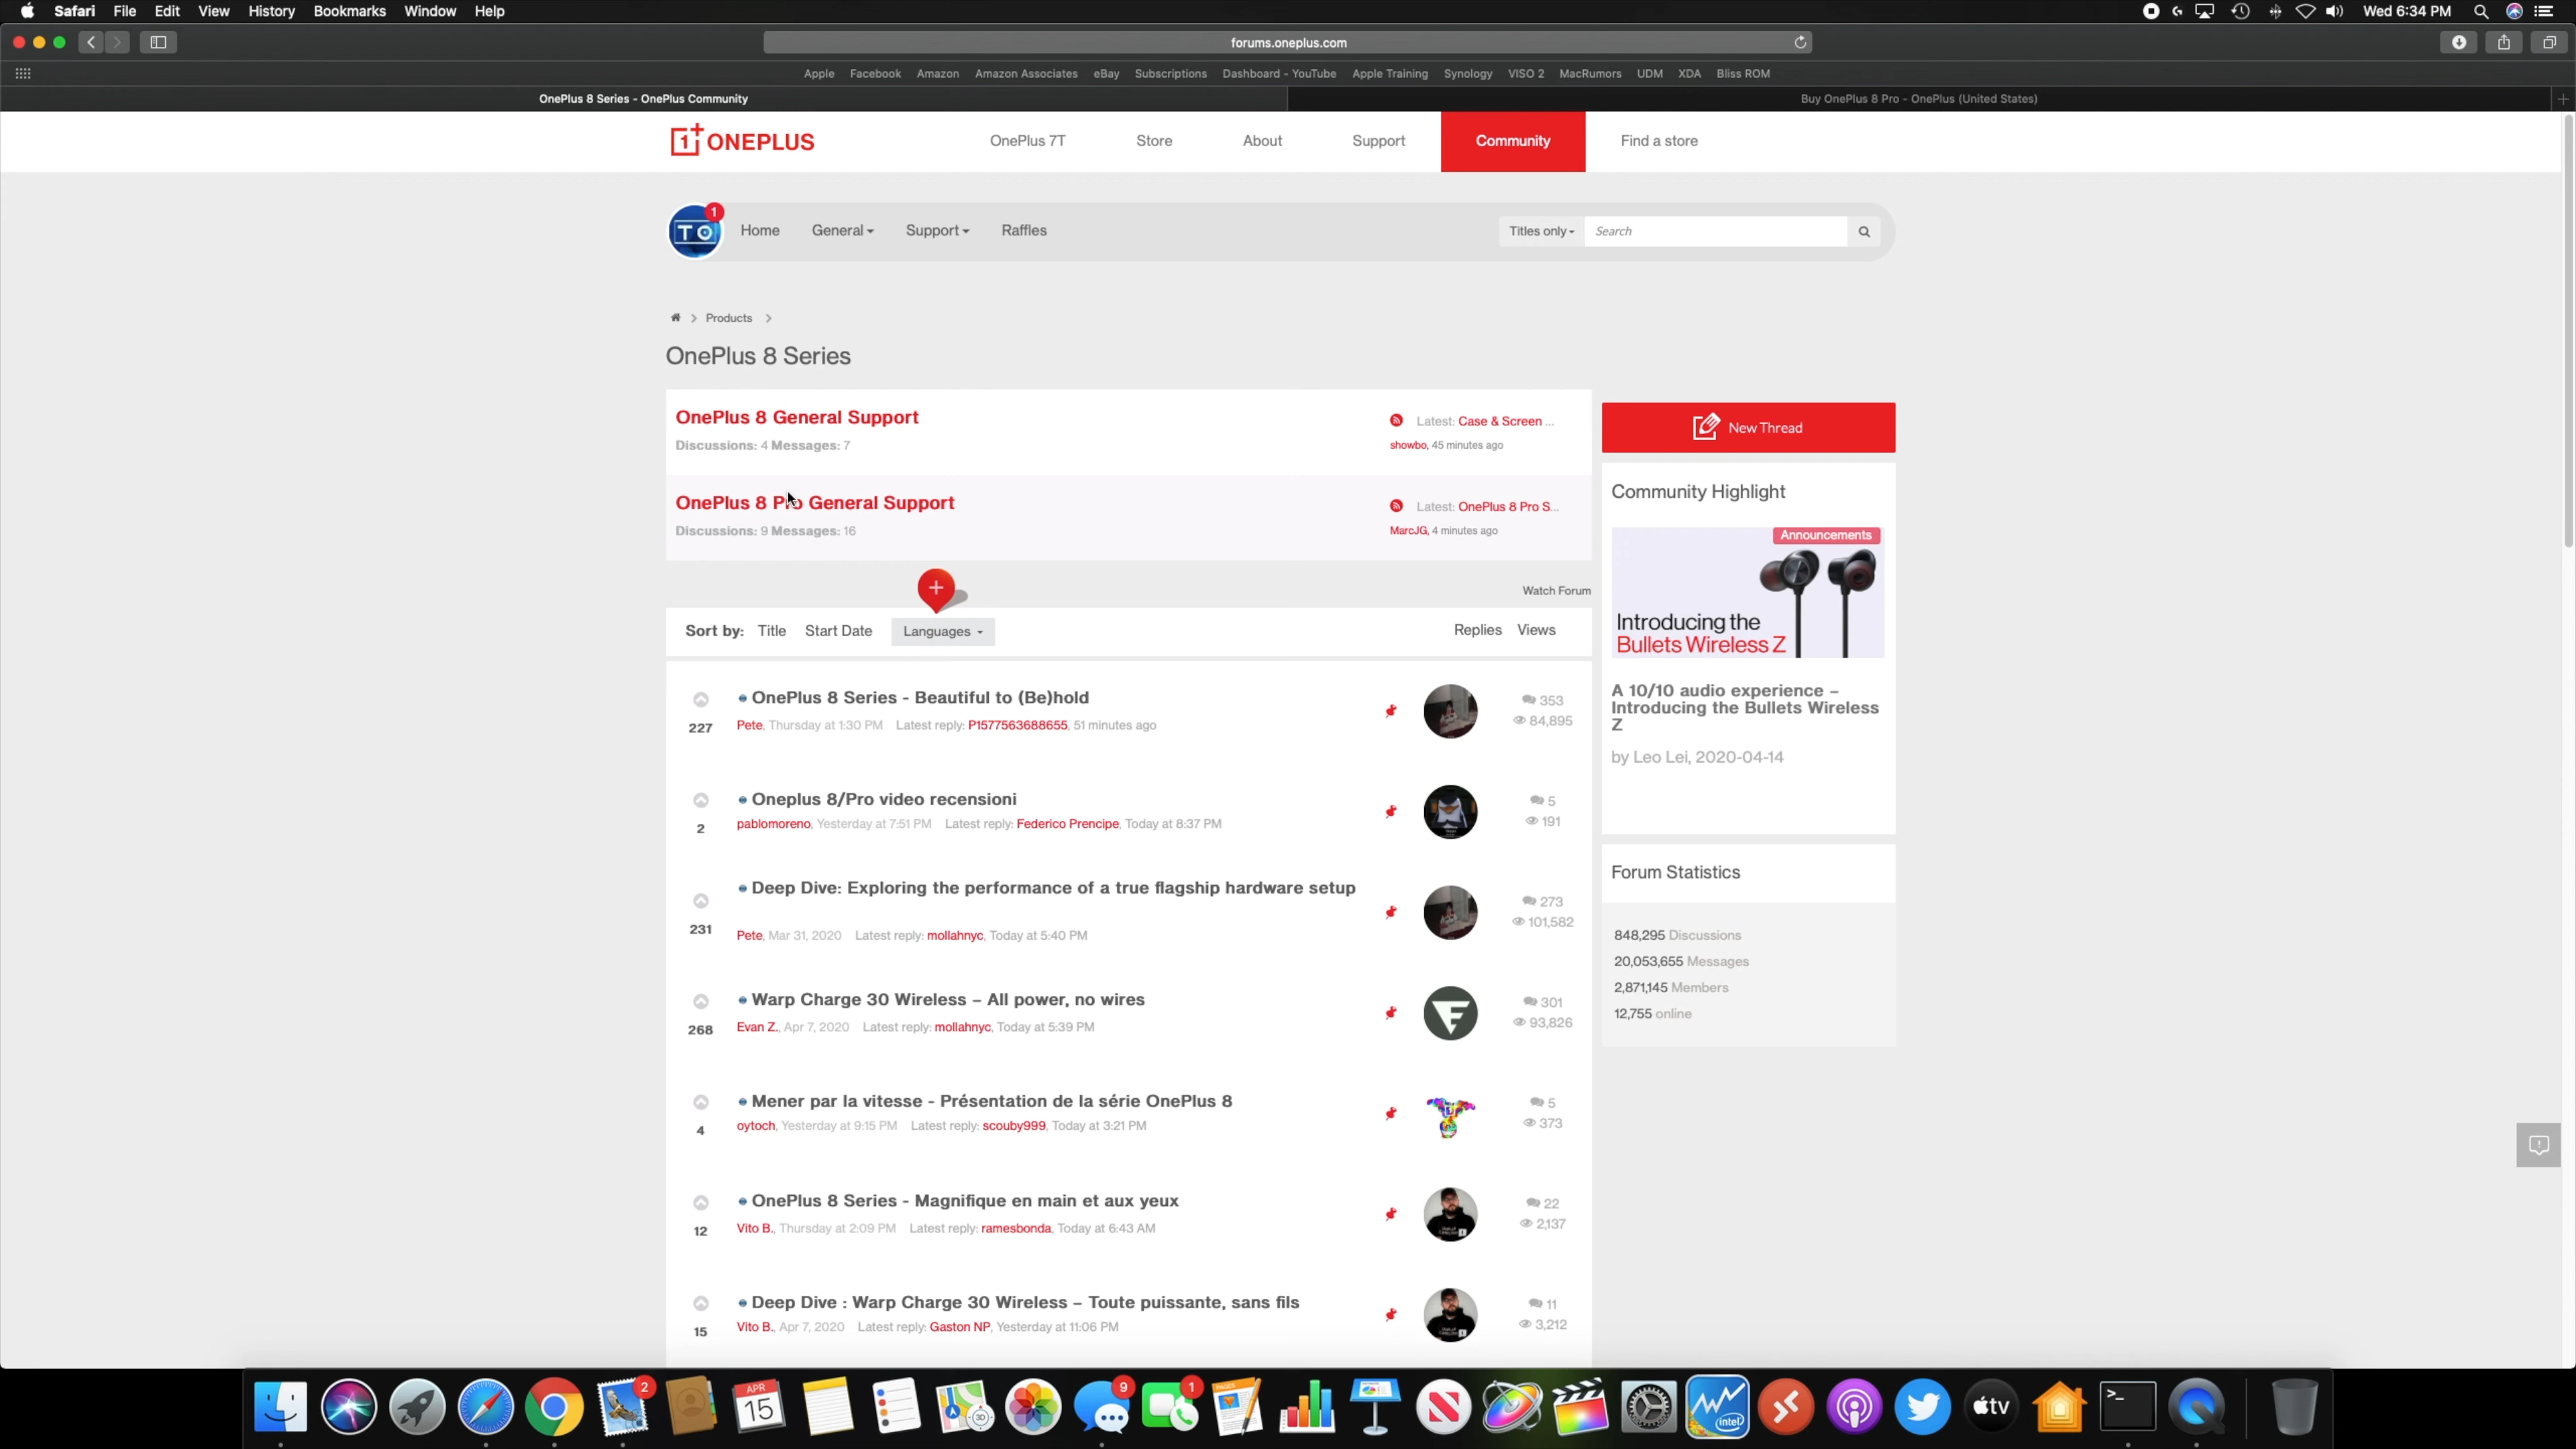 Safari File Edit View History Bookmarks Window Help Wed 6:34 PM
forums.oneplus.com
Apple Facebook Amazon Amazon Associates eBay Subscriptions Dashboard - YouTube Apple Training Synology VISO 2 MacRumors UDM XDA Bliss ROM
OnePlus 8 Series - OnePlus Community Buy OnePlus 8 Pro - OnePlus (United States)
1+ ONEPLUS OnePlus 7T Store About Support Community Find a store
TO 1 Home General Support Raffles Titles only Search
Products
OnePlus 8 Series
OnePlus 8 General Support
Discussions: 4 Messages: 7
Latest: Case & Screen ...
showbo, 45 minutes ago
OnePlus 8 Pro General Support
Discussions: 9 Messages: 16
Latest: OnePlus 8 Pro S...
MarcJG, 4 minutes ago
Watch Forum
Sort by: Title Start Date Languages Replies Views
OnePlus 8 Series - Beautiful to (Be)hold
Pete, Thursday at 1:30 PM Latest reply: P1577563688655, 51 minutes ago
227
353
84,895
Oneplus 8/Pro video recensioni
pablomoreno, Yesterday at 7:51 PM Latest reply: Federico Prencipe, Today at 8:37 PM
2
5
191
Deep Dive: Exploring the performance of a true flagship hardware setup
Pete, Mar 31, 2020 Latest reply: mollahnyc, Today at 5:40 PM
231
273
101,582
Warp Charge 30 Wireless – All power, no wires
Evan Z., Apr 7, 2020 Latest reply: mollahnyc, Today at 5:39 PM
268
301
93,826
Mener par la vitesse - Présentation de la série OnePlus 8
oytoch, Yesterday at 9:15 PM Latest reply: scouby999, Today at 3:21 PM
4
5
373
OnePlus 8 Series - Magnifique en main et aux yeux
Vito B., Thursday at 2:09 PM Latest reply: ramesbonda, Today at 6:43 AM
12
22
2,137
Deep Dive : Warp Charge 30 Wireless – Toute puissante, sans fils
Vito B., Apr 7, 2020 Latest reply: Gaston NP, Yesterday at 11:06 PM
15
11
3,212
New Thread
Community Highlight
Announcements
Introducing the
Bullets Wireless Z
A 10/10 audio experience –
Introducing the Bullets Wireless
Z
by Leo Lei, 2020-04-14
Forum Statistics
848,295 Discussions
20,053,655 Messages
2,871,145 Members
12,755 online
2 APR 15 3D 9 1 PAGES intel tv >_